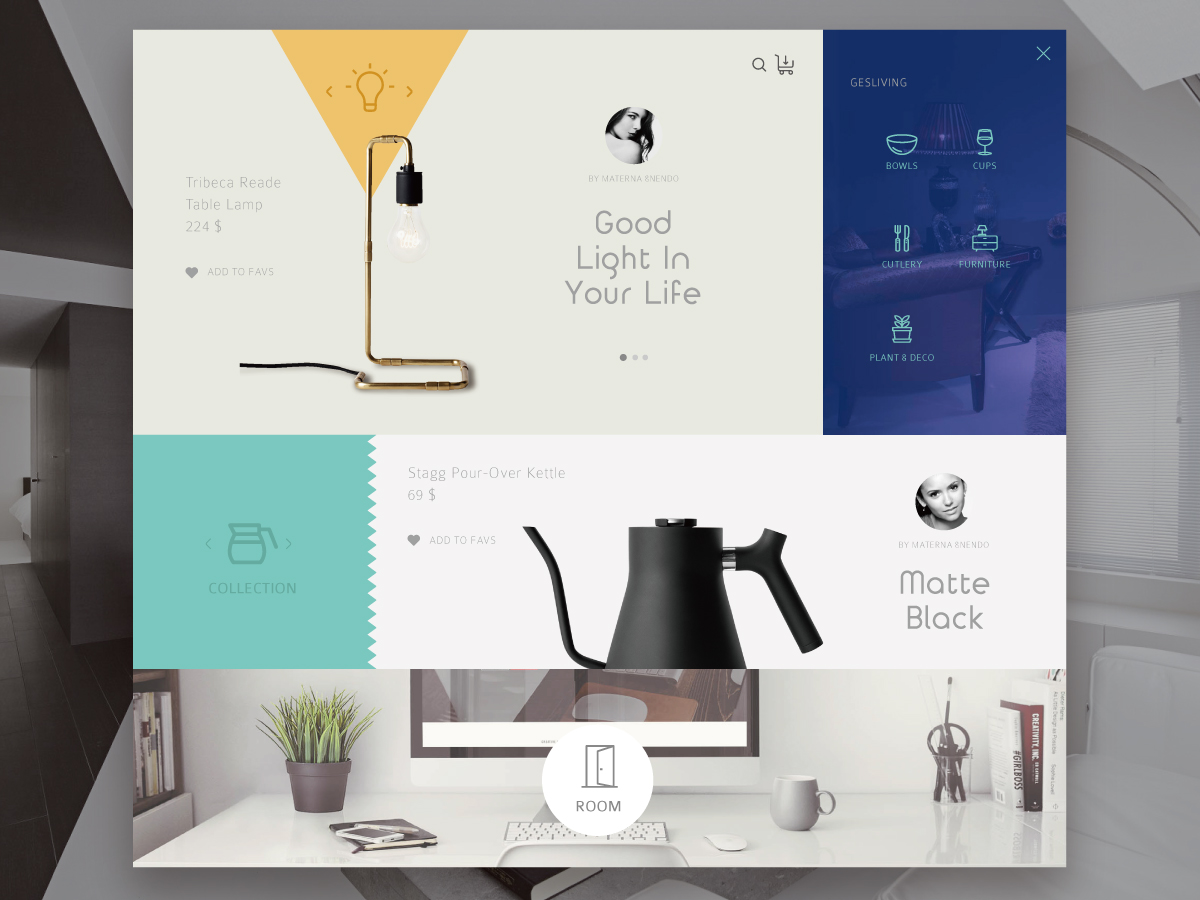 GESLIVING
BOWLS
CUPS
CUTLERY
FURNITURE
PLANT & DECO
Tribeca Reade
Table Lamp
224 $
ADD TO FAVS
BY MATERNA 8NENDO
Good
Light In
Your Life
COLLECTION
Stagg Pour-Over Kettle
69 $
ADD TO FAVS
BY MATERNA 8NENDO
Matte
Black
ROOM
#GIRLBOSS
CREATIVITY, INC.